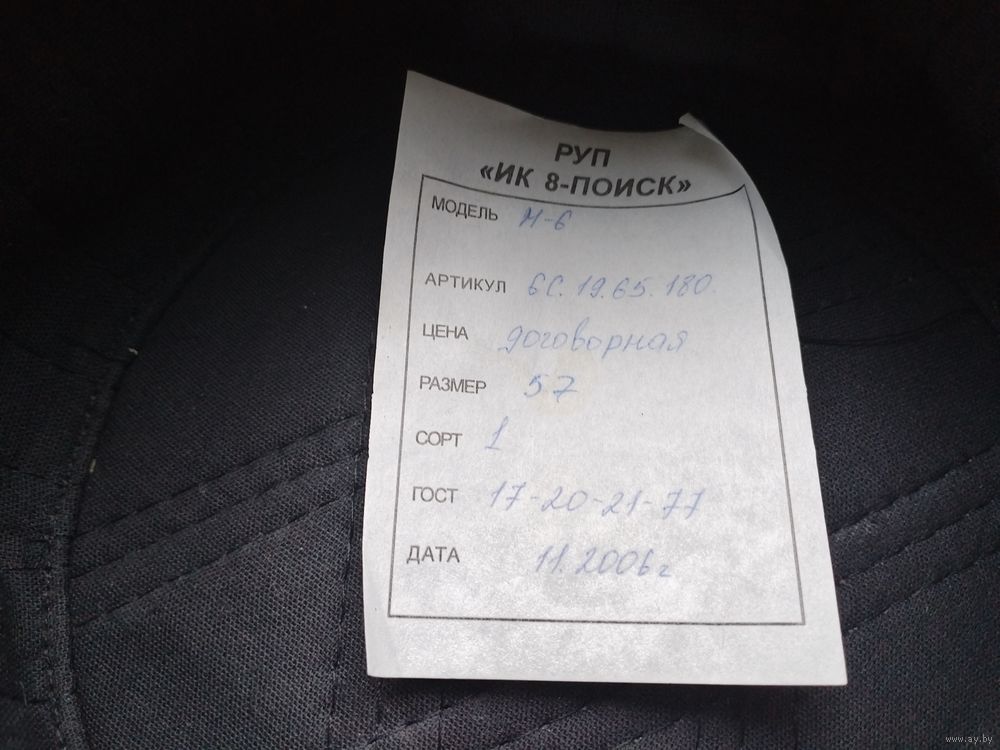 РУП
«ИК 8-ПОИСК»
МОДЕЛЬ М-6
АРТИКУЛ 6С.19.65.180.
ЦЕНА договорная
РАЗМЕР 57
СОРТ 1
ГОСТ 17-20-21-77
ДАТА 11.2006г
www.ay.by